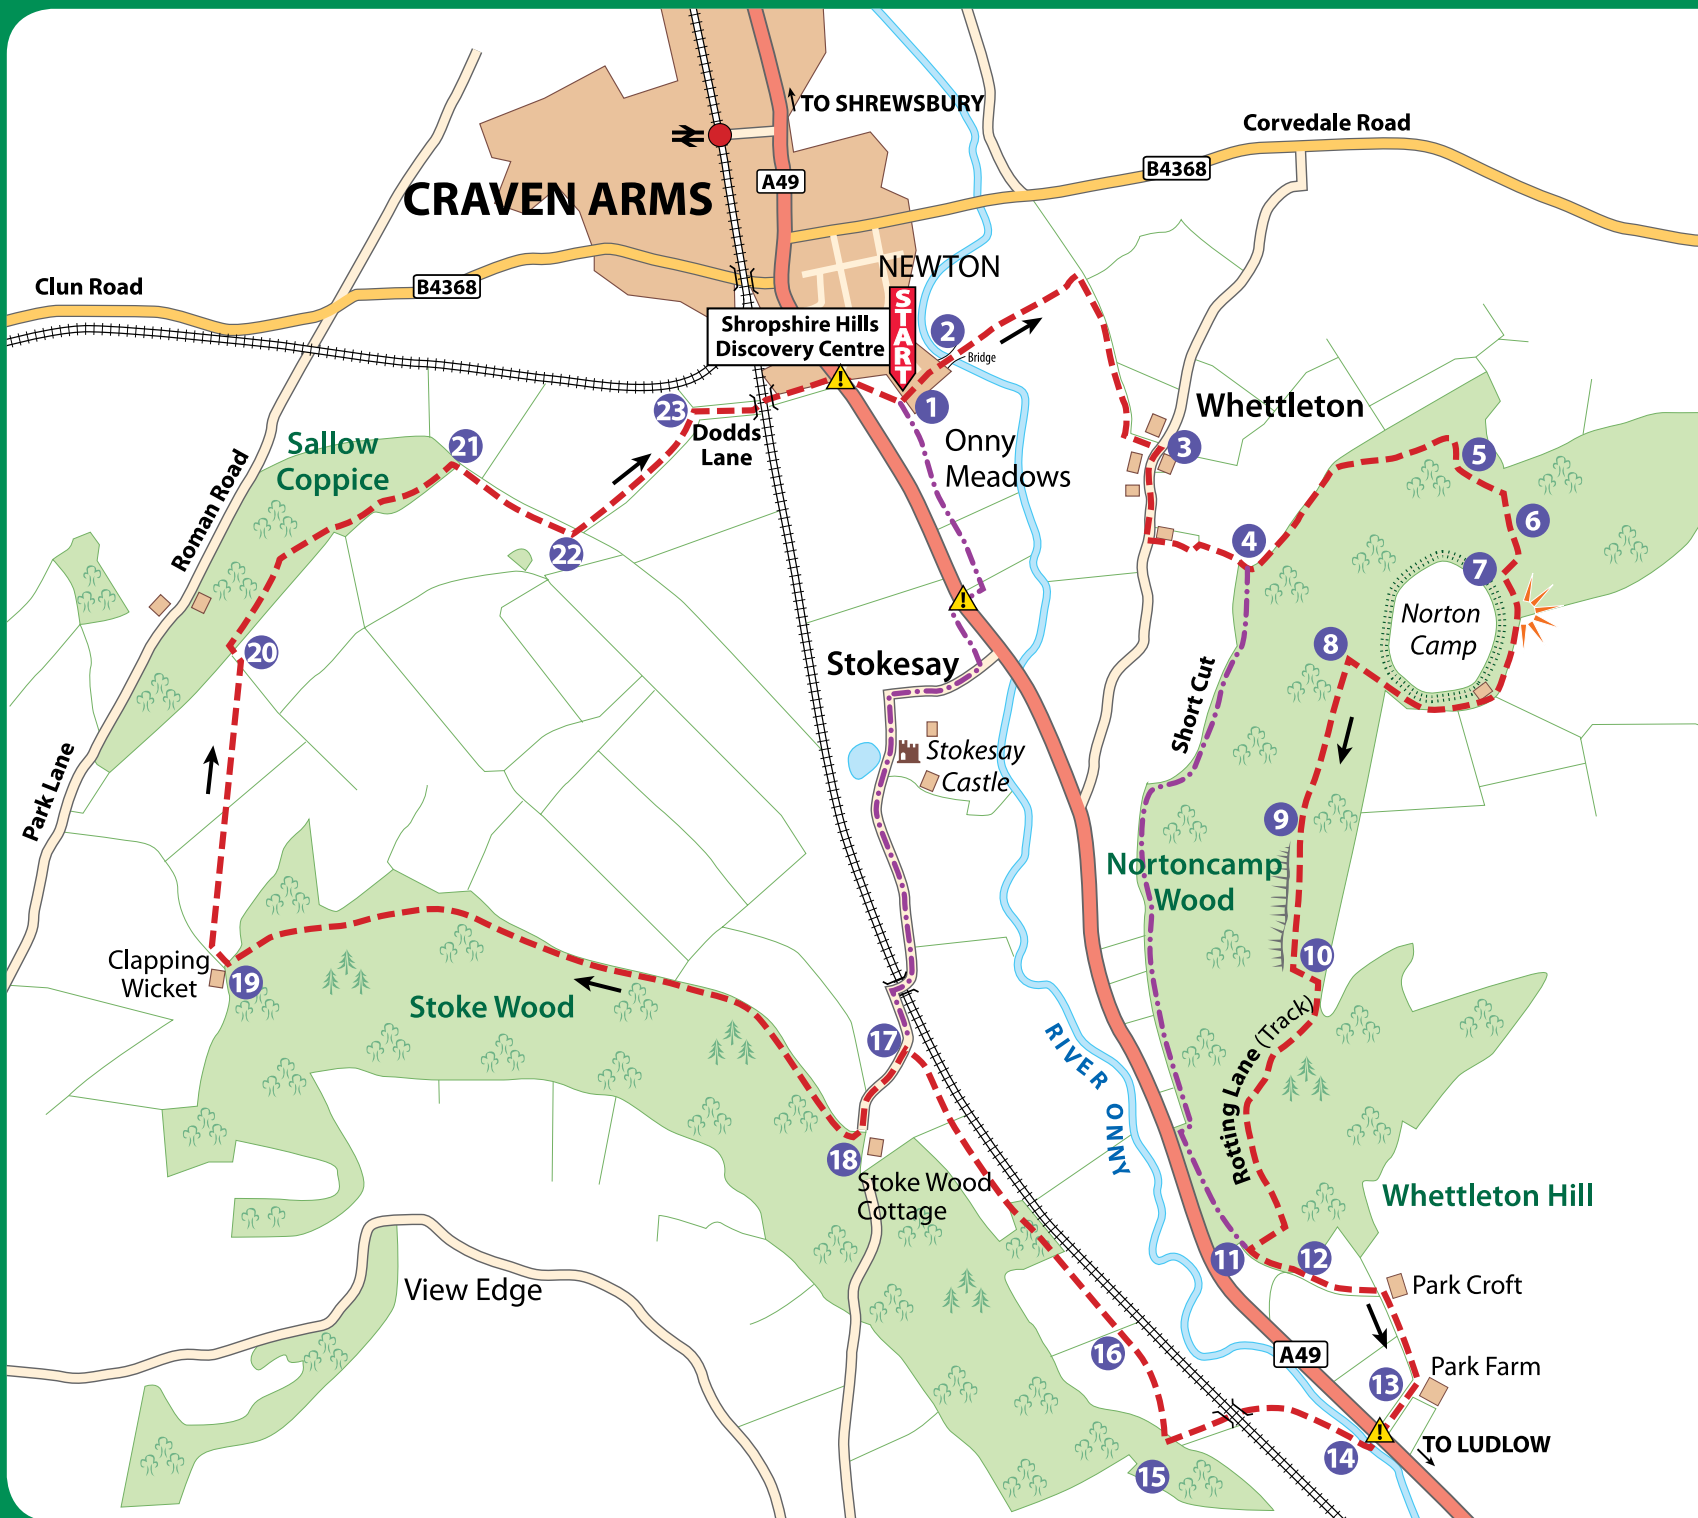 TO SHREWSBURY
Corvedale Road
B4368
A49
CRAVEN ARMS
NEWTON
Clun Road
B4368
START
Shropshire Hills
Discovery Centre
2
Bridge
1
23
Dodds
Lane
Whettleton
3
Onny
Meadows
Sallow
Coppice
21
22
Roman Road
4
5
6
7
Norton
Camp
8
20
Stokesay
Short Cut
Stokesay
Castle
Park Lane
9
Nortoncamp
Wood
10
Clapping
Wicket
19
Stoke Wood
17
RIVER ONNY
Rotting Lane (Track)
18
Stoke Wood
Cottage
Whettleton Hill
11
12
Park Croft
View Edge
16
A49
Park Farm
13
14
TO LUDLOW
15